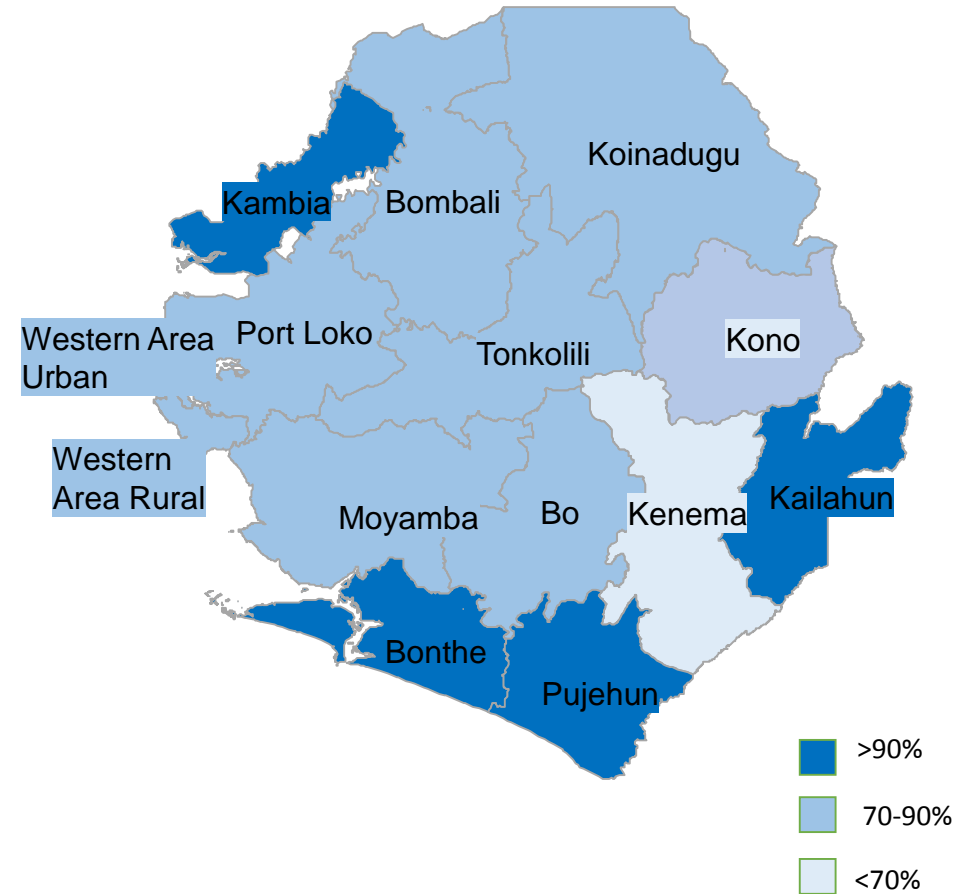 Koinadugu
Kambia
Bombali
Western Area
Urban
Port Loko
Tonkolili
Kono
Western
Area Rural
Moyamba
Bo
Kenema
Kailahun
Bonthe
Pujehun
>90%
70-90%
<70%